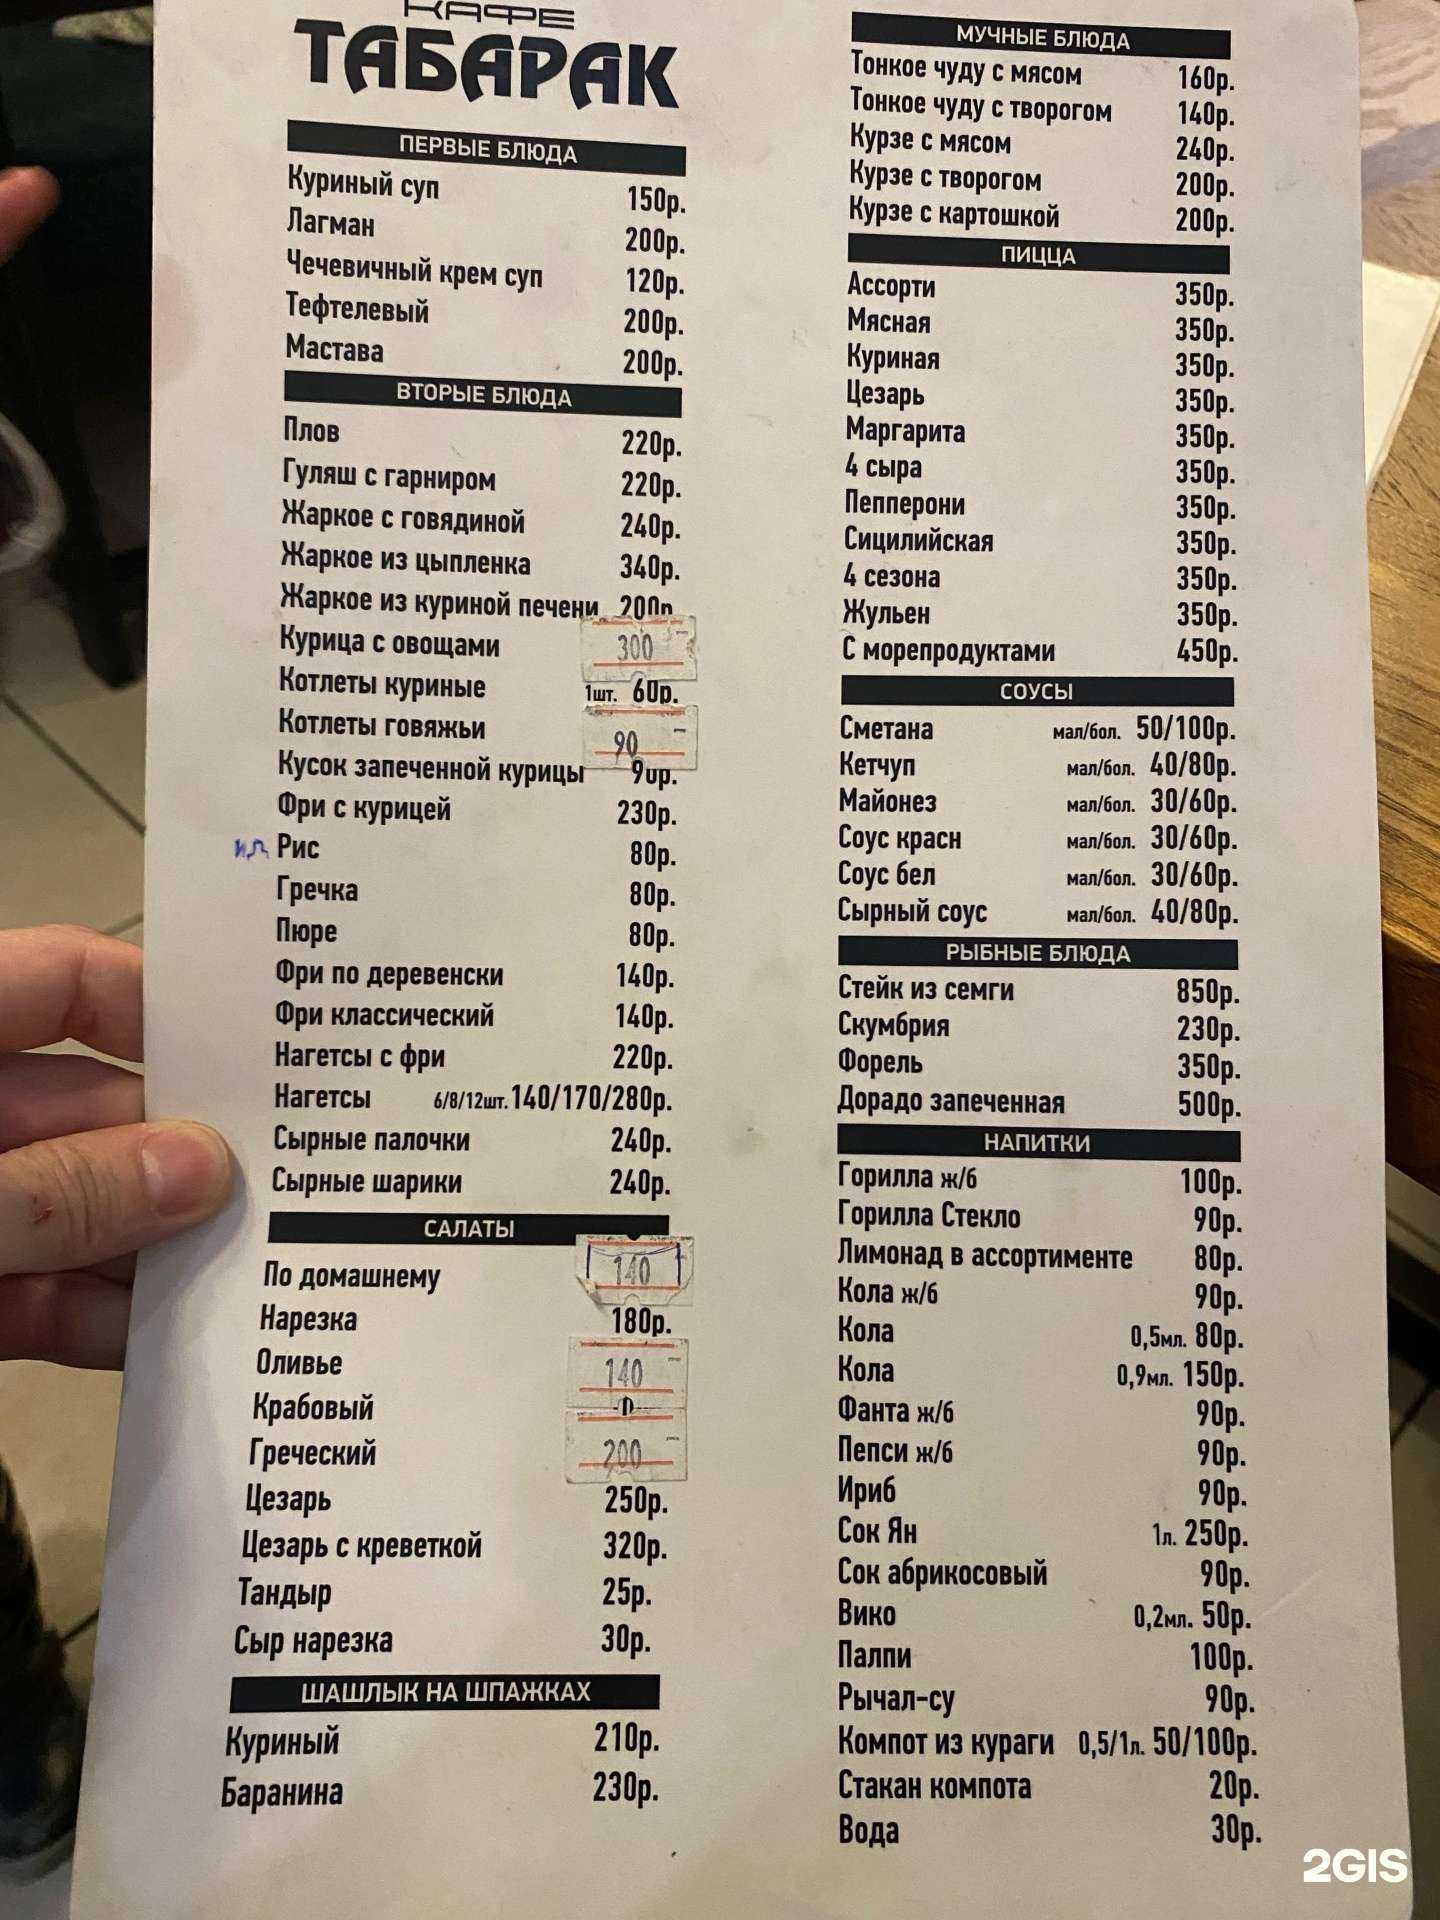 КАФЕ
ТАБАРАК
ПЕРВЫЕ БЛЮДА
Куриный суп 150р.
Лагман 200р.
Чечевичный крем суп 120р.
Тефтелевый 200р.
Мастава 200р.
ВТОРЫЕ БЛЮДА
Плов 220р.
Гуляш с гарниром 220р.
Жаркое с говядиной 240р.
Жаркое из цыпленка 340р.
Жаркое из куриной печени 200р
Курица с овощами 300
Котлеты куриные 1шт. 60р.
Котлеты говяжьи 90
Кусок запеченной курицы 90р.
Фри с курицей 230р.
Рис 80р.
Гречка 80р.
Пюре 80р.
Фри по деревенски 140р.
Фри классический 140р.
Нагетсы с фри 220р.
Нагетсы 6/8/12шт. 140/170/280р.
Сырные палочки 240р.
Сырные шарики 240р.
САЛАТЫ
По домашнему 140
Нарезка 180р.
Оливье 140
Крабовый
Греческий 200
Цезарь 250р.
Цезарь с креветкой 320р.
Тандыр 25р.
Сыр нарезка 30р.
ШАШЛЫК НА ШПАЖКАХ
Куриный 210р.
Баранина 230р.
МУЧНЫЕ БЛЮДА
Тонкое чуду с мясом 160р.
Тонкое чуду с творогом 140р.
Курзе с мясом 240р.
Курзе с творогом 200р.
Курзе с картошкой 200р.
ПИЦЦА
Ассорти 350р.
Мясная 350р.
Куриная 350р.
Цезарь 350р.
Маргарита 350р.
4 сыра 350р.
Пепперони 350р.
Сицилийская 350р.
4 сезона 350р.
Жульен 350р.
С морепродуктами 450р.
СОУСЫ
Сметана мал/бол. 50/100р.
Кетчуп мал/бол. 40/80р.
Майонез мал/бол. 30/60р.
Соус красн мал/бол. 30/60р.
Соус бел мал/бол. 30/60р.
Сырный соус мал/бол. 40/80р.
РЫБНЫЕ БЛЮДА
Стейк из семги 850р.
Скумбрия 230р.
Форель 350р.
Дорадо запеченная 500р.
НАПИТКИ
Горилла ж/б 100р.
Горилла Стекло 90р.
Лимонад в ассортименте 80р.
Кола ж/б 90р.
Кола 0,5мл. 80р.
Кола 0,9мл. 150р.
Фанта ж/б 90р.
Пепси ж/б 90р.
Ириб 90р.
Сок Ян 1л. 250р.
Сок абрикосовый 90р.
Вико 0,2мл. 50р.
Палпи 100р.
Рычал-су 90р.
Компот из кураги 0,5/1л. 50/100р.
Стакан компота 20р.
Вода 30р.
2GIS